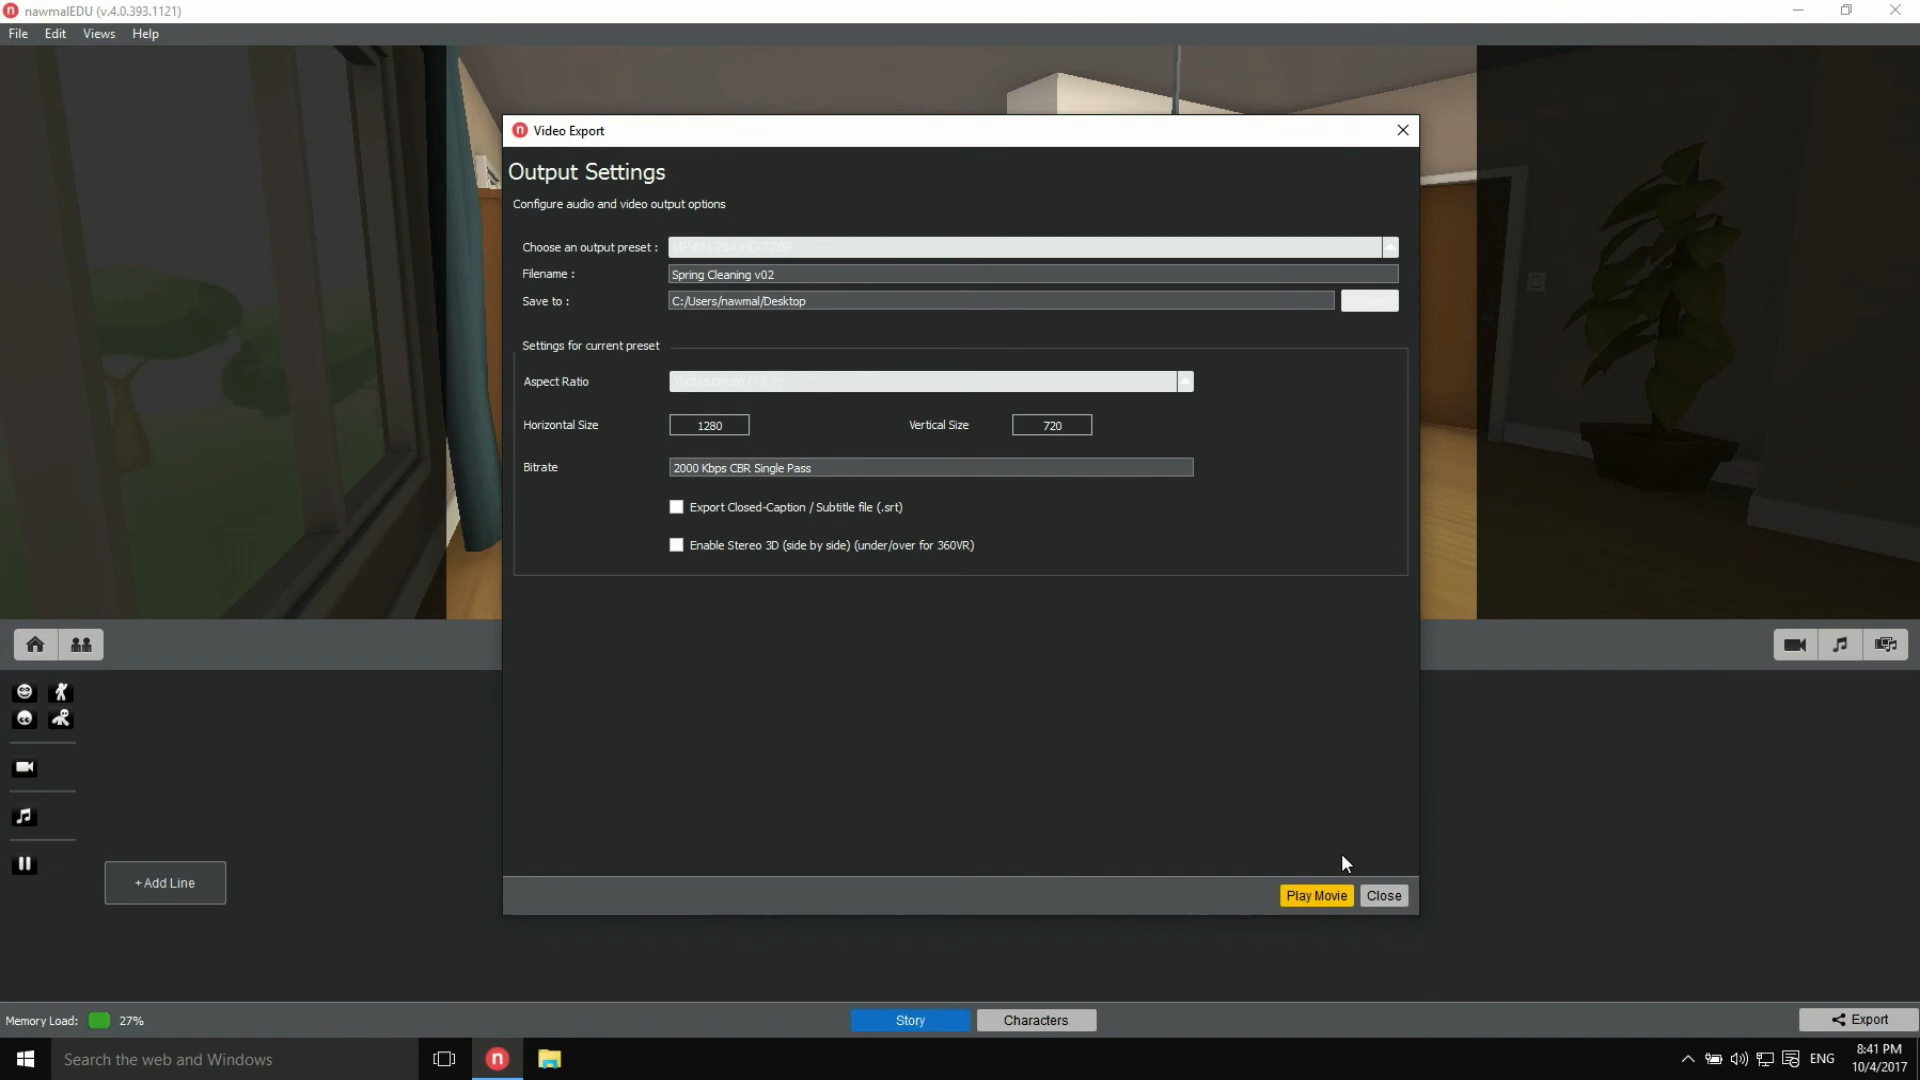 nawmalEDU (v.4.0.393.1121)
File Edit Views Help
Video Export
Output Settings
Configure audio and video output options
Choose an output preset : MP4/H.264 HD 720P
Filename : Spring Cleaning v02
Save to : C:/Users/nawmal/Desktop
Settings for current preset
Aspect Ratio
Horizontal Size 1280 Vertical Size 720
Bitrate 2000 Kbps CBR Single Pass
Export Closed-Caption / Subtitle file (.srt)
Enable Stereo 3D (side by side) (under/over for 360VR)
+ Add Line
Play Movie Close
Memory Load: 27% Story Characters Export
Search the web and Windows
ENG
8:41 PM
10/4/2017